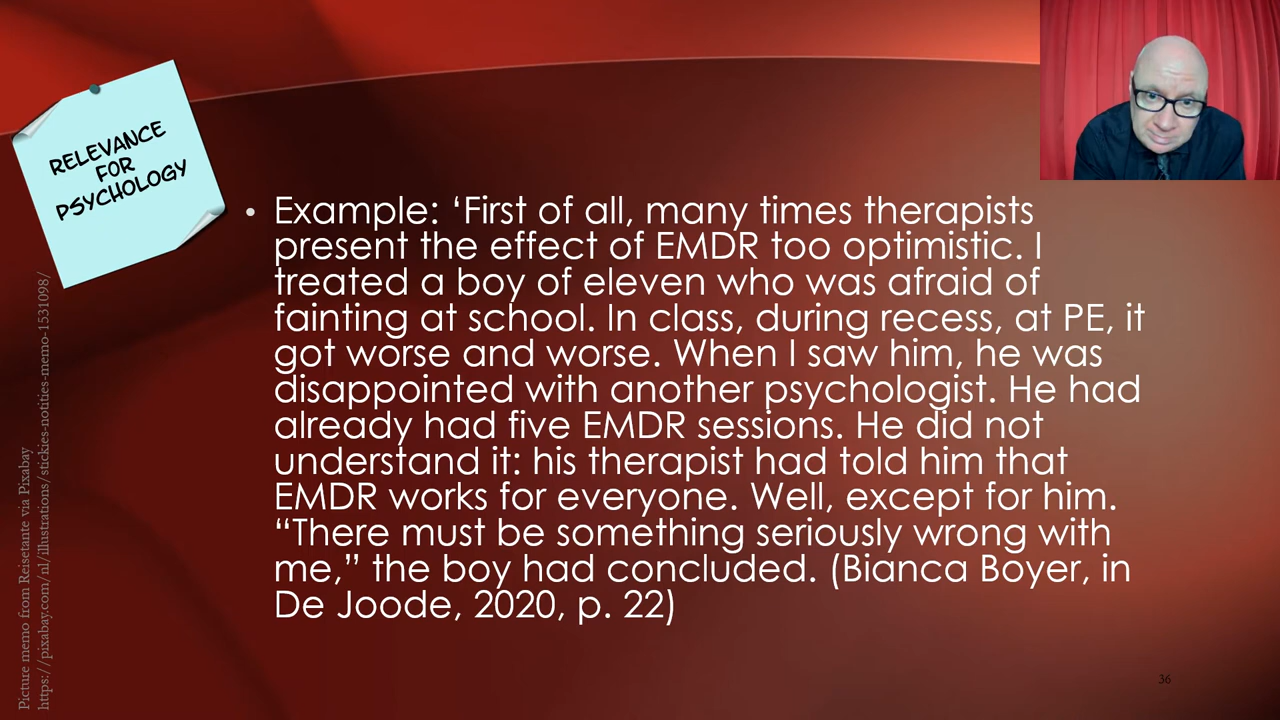 RELEVANCE
FOR
PSYCHOLOGY
• Example: ‘First of all, many times therapists
present the effect of EMDR too optimistic. I
treated a boy of eleven who was afraid of
fainting at school. In class, during recess, at PE, it
got worse and worse. When I saw him, he was
disappointed with another psychologist. He had
already had five EMDR sessions. He did not
understand it: his therapist had told him that
EMDR works for everyone. Well, except for him.
“There must be something seriously wrong with
me,” the boy had concluded. (Bianca Boyer, in
De Joode, 2020, p. 22)
Picture memo from Reisetante via Pixabay
https://pixabay.com/nl/illustrations/stickies-notities-memo-1531098/
36